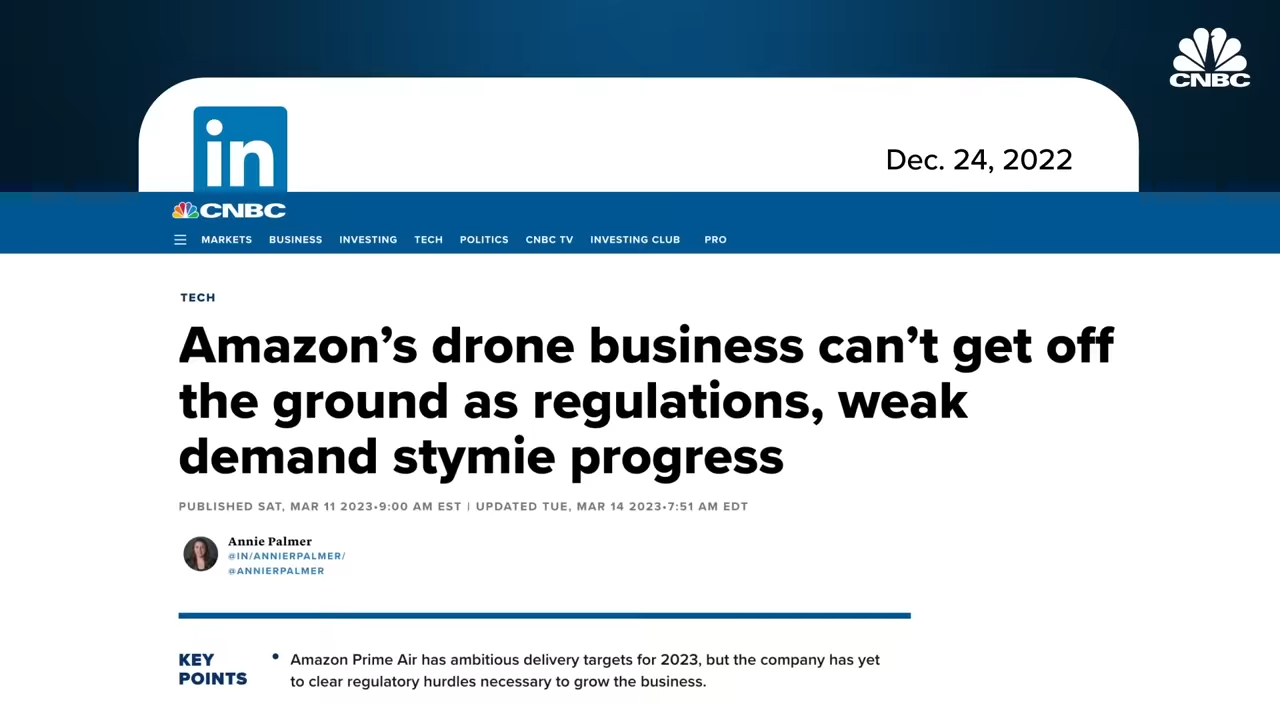 CNBC
in
Dec. 24, 2022
CNBC
MARKETS BUSINESS INVESTING TECH POLITICS CNBC TV INVESTING CLUB PRO
TECH
Amazon’s drone business can’t get off
the ground as regulations, weak
demand stymie progress
PUBLISHED SAT, MAR 11 2023•9:00 AM EST | UPDATED TUE, MAR 14 2023•7:51 AM EDT
Annie Palmer
@IN/ANNIERPALMER/
@ANNIERPALMER
KEY
POINTS
• Amazon Prime Air has ambitious delivery targets for 2023, but the company has yet
to clear regulatory hurdles necessary to grow the business.